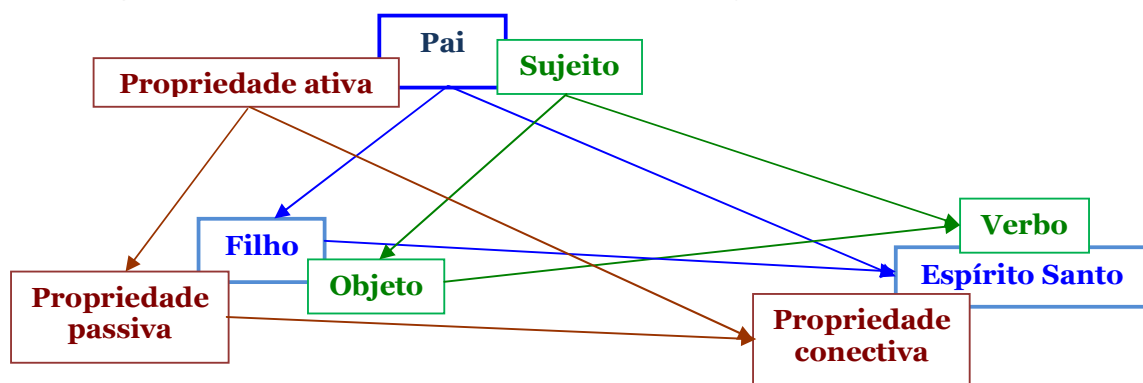 Pai
Sujeito
Propriedade ativa
Verbo
Filho
Espírito Santo
Objeto
Propriedade
passiva
Propriedade
conectiva